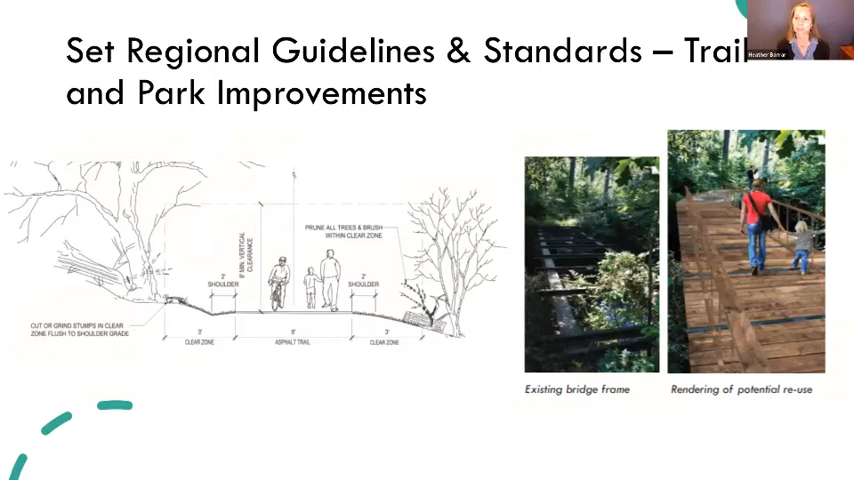 Set Regional Guidelines & Standards – Trail
and Park Improvements
Heather Barrar
℄
PRUNE ALL TREES & BRUSH
WITHIN CLEAR ZONE
8' MIN. VERTICAL
CLEARANCE
2'
SHOULDER
2'
SHOULDER
CUT OR GRIND STUMPS IN CLEAR
ZONE FLUSH TO SHOULDER GRADE
3'
CLEAR ZONE
8'
ASPHALT TRAIL
3'
CLEAR ZONE
Existing bridge frame
Rendering of potential re-use